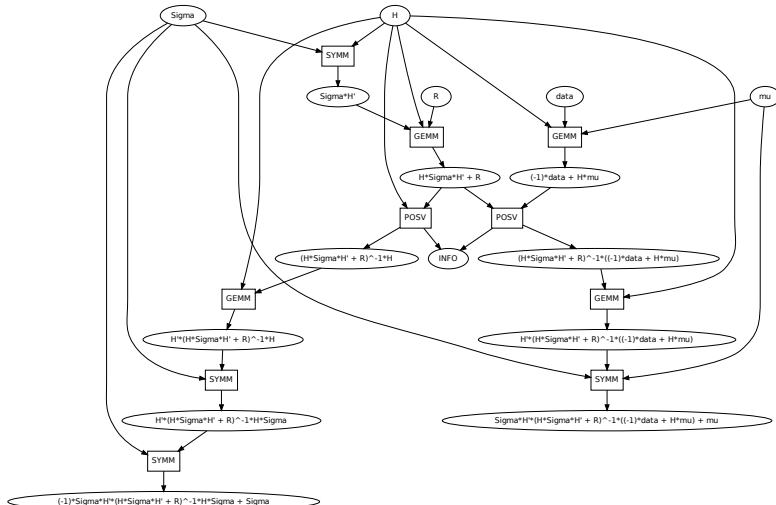 Sigma
H
SYMM
Sigma*H'
R
data
mu
GEMM
GEMM
H*Sigma*H' + R
(-1)*data + H*mu
POSV
POSV
(H*Sigma*H' + R)^-1*H
INFO
(H*Sigma*H' + R)^-1*((-1)*data + H*mu)
GEMM
GEMM
H'*(H*Sigma*H' + R)^-1*H
H'*(H*Sigma*H' + R)^-1*((-1)*data + H*mu)
SYMM
SYMM
H'*(H*Sigma*H' + R)^-1*H*Sigma
Sigma*H'*(H*Sigma*H' + R)^-1*((-1)*data + H*mu) + mu
SYMM
(-1)*Sigma*H'*(H*Sigma*H' + R)^-1*H*Sigma + Sigma